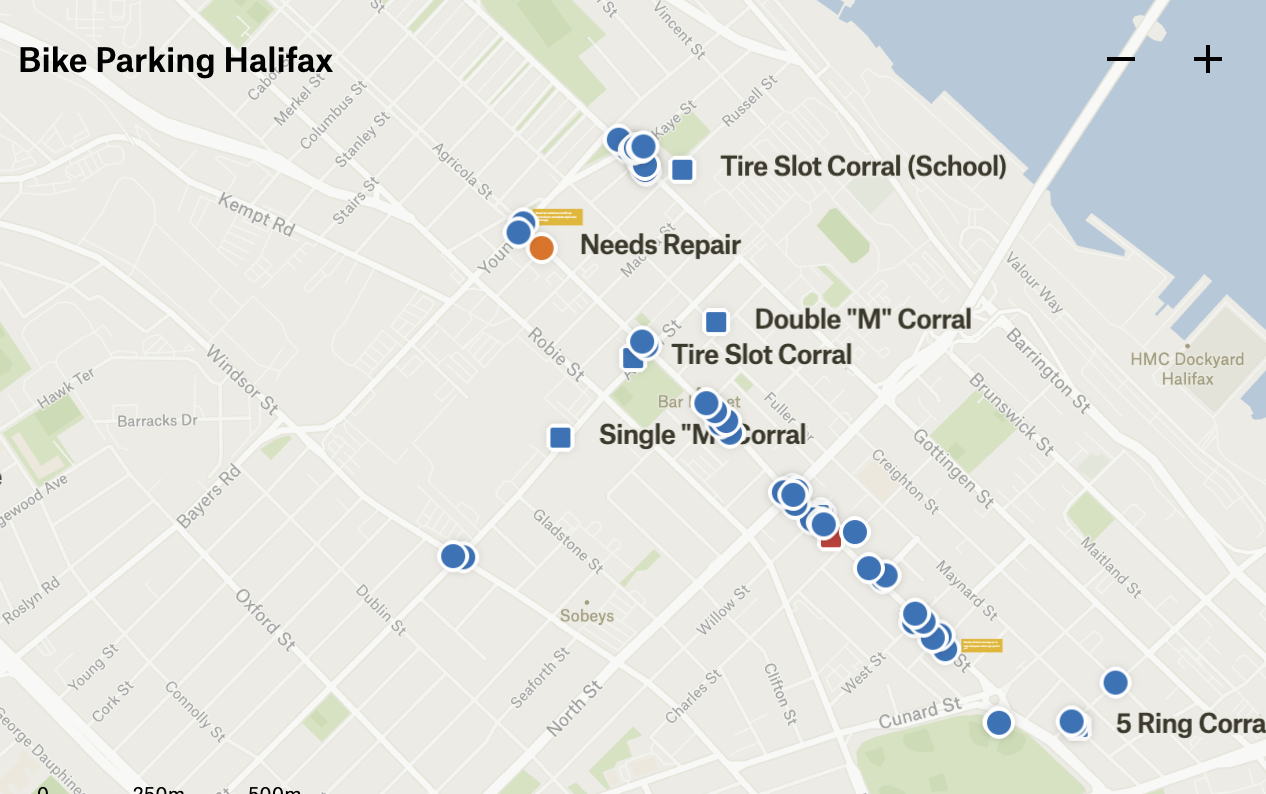 Bike Parking Halifax
Vincent St
Kaye St
Russell St
Merkel St
Columbus St
Stanley St
Agricola St
Stairs St
Kempt Rd
Tire Slot Corral (School)
Needs Repair
Valour Way
Double "M" Corral
Tire Slot Corral
Robie St
Windsor St
Barrington St
HMC Dockyard
Halifax
Hawk Ter
Barracks Dr
Brunswick St
Single "M" Corral
Gottingen St
Creighton St
Bayers Rd
Gladstone St
Maynard St
Maitland St
Roslyn Rd
Oxford St
Dublin St
Sobeys
Willow St
West St
Young St
Cork St
Connolly St
Seaforth St
North St
Charles St
Clifton St
Cunard St
5 Ring Corra
George Dauphine
0 250m 500m